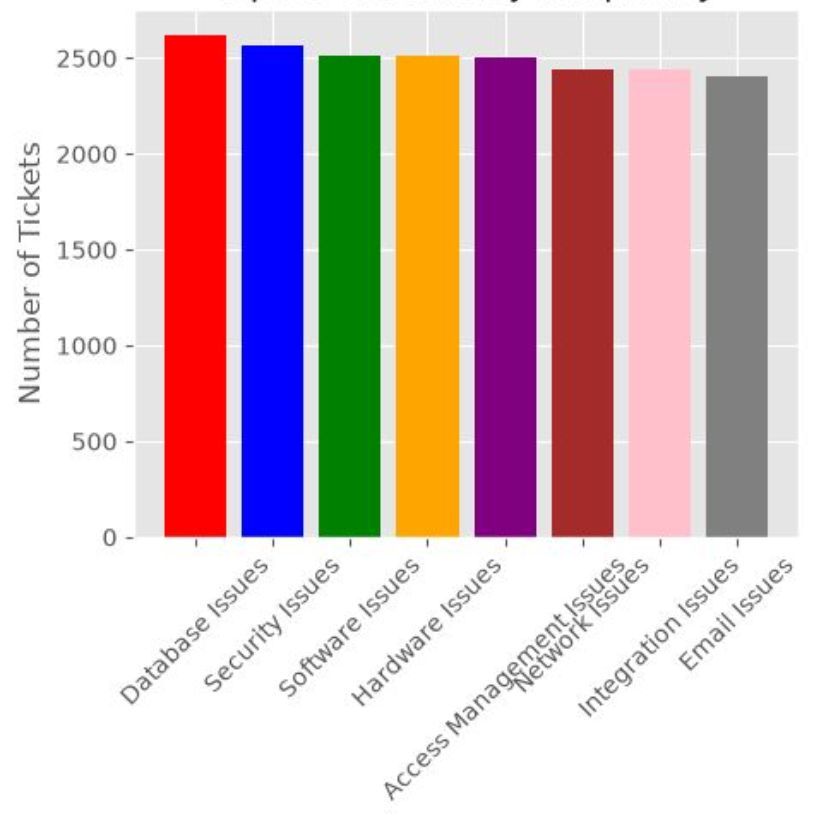 Number of Tickets
2500
2000
1500
1000
500
0
Database Issues
Security Issues
Software Issues
Hardware Issues
Access Management Issues
Network Issues
Integration Issues
Email Issues